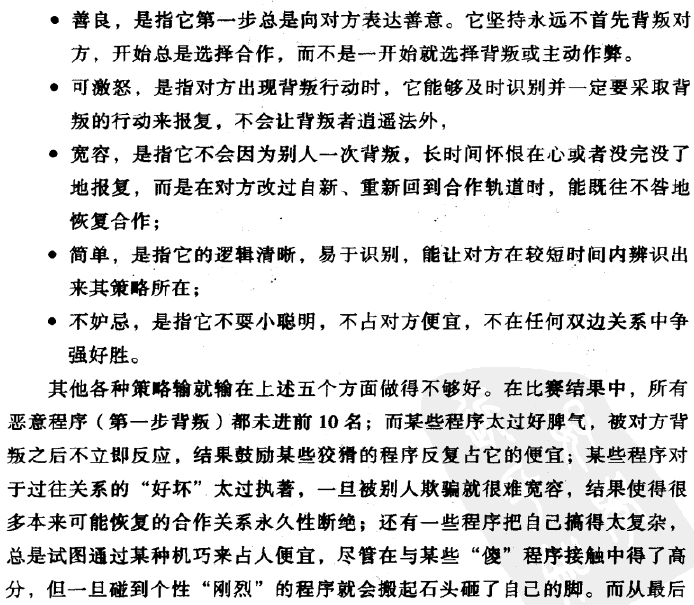 • 善良，是指它第一步总是向对方表达善意。它坚持永远不首先背叛对
方，开始总是选择合作，而不是一开始就选择背叛或主动作弊。
• 可激怒，是指对方出现背叛行动时，它能够及时识别并一定要采取背
叛的行动来报复，不会让背叛者逍遥法外，
• 宽容，是指它不会因为别人一次背叛，长时间怀恨在心或者没完没了
地报复，而是在对方改过自新、重新回到合作轨道时，能既往不咎地
恢复合作；
• 简单，是指它的逻辑清晰，易于识别，能让对方在较短时间内辨识出
来其策略所在；
• 不妒忌，是指它不耍小聪明，不占对方便宜，不在任何双边关系中争
强好胜。
其他各种策略输就输在上述五个方面做得不够好。在比赛结果中，所有
恶意程序（第一步背叛）都未进前 10 名；而某些程序太过好脾气，被对方背
叛之后不立即反应，结果鼓励某些狡猾的程序反复占它的便宜；某些程序对
于过往关系的“好坏”太过执著，一旦被别人欺骗就很难宽容，结果使得很
多本来可能恢复的合作关系永久性断绝；还有一些程序把自己搞得太复杂，
总是试图通过某种机巧来占人便宜，尽管在与某些“傻”程序接触中得了高
分，但一旦碰到个性“刚烈”的程序就会搬起石头砸了自己的脚。而从最后